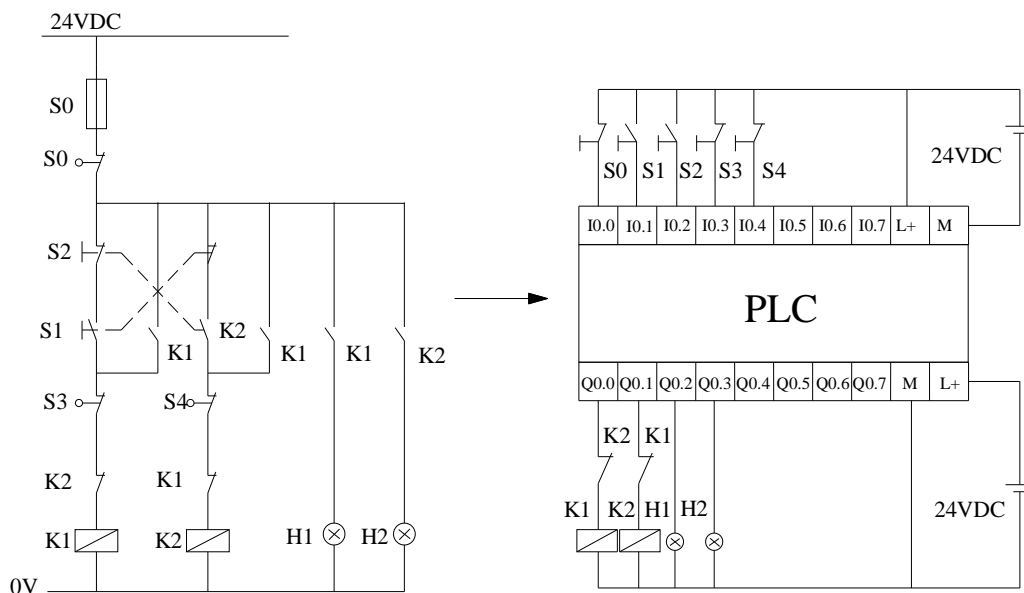 24VDC
S0
S0
S2
S1
K1
K2
K1
K1
K2
S3
S4
K2
K1
K1
K2
H1
H2
0V
S0
S1
S2
S3
S4
24VDC
I0.0 I0.1 I0.2 I0.3 I0.4 I0.5 I0.6 I0.7 L+ M
PLC
Q0.0 Q0.1 Q0.2 Q0.3 Q0.4 Q0.5 Q0.6 Q0.7 M L+
K2 K1
K1 K2 H1 H2
24VDC